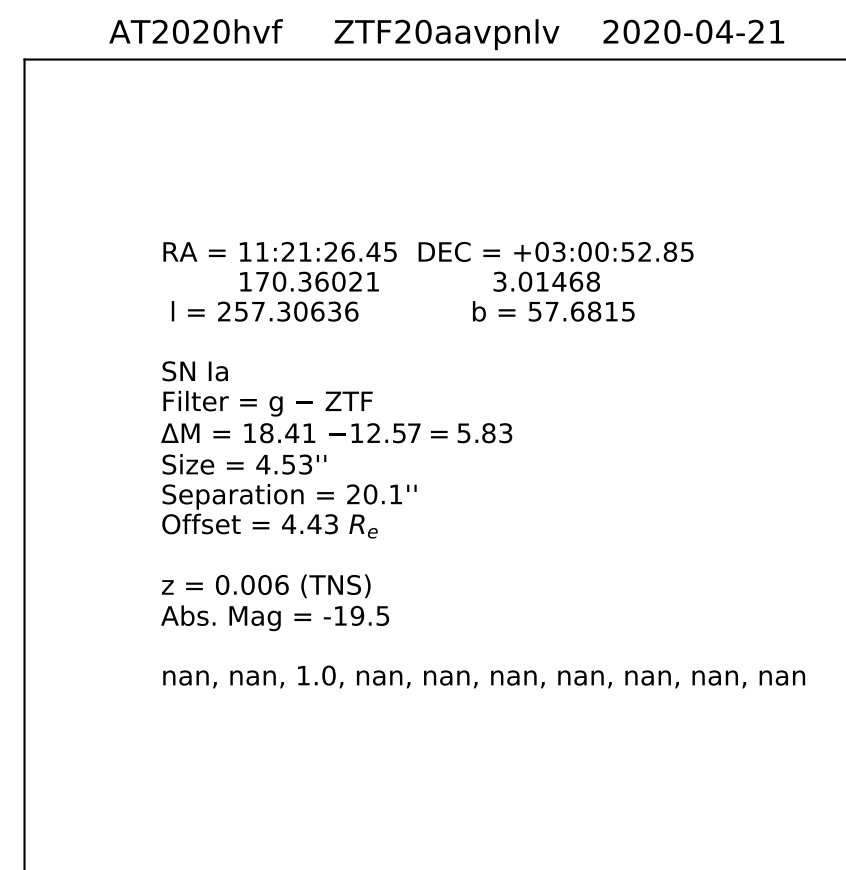 AT2020hvf ZTF20aavpnlv 2020-04-21
RA = 11:21:26.45 DEC = +03:00:52.85
170.36021 3.01468
l = 257.30636 b = 57.6815
SN Ia
Filter = g − ZTF
ΔM = 18.41 −12.57 = 5.83
Size = 4.53''
Separation = 20.1''
Offset = 4.43 Rₑ
z = 0.006 (TNS)
Abs. Mag = -19.5
nan, nan, 1.0, nan, nan, nan, nan, nan, nan, nan